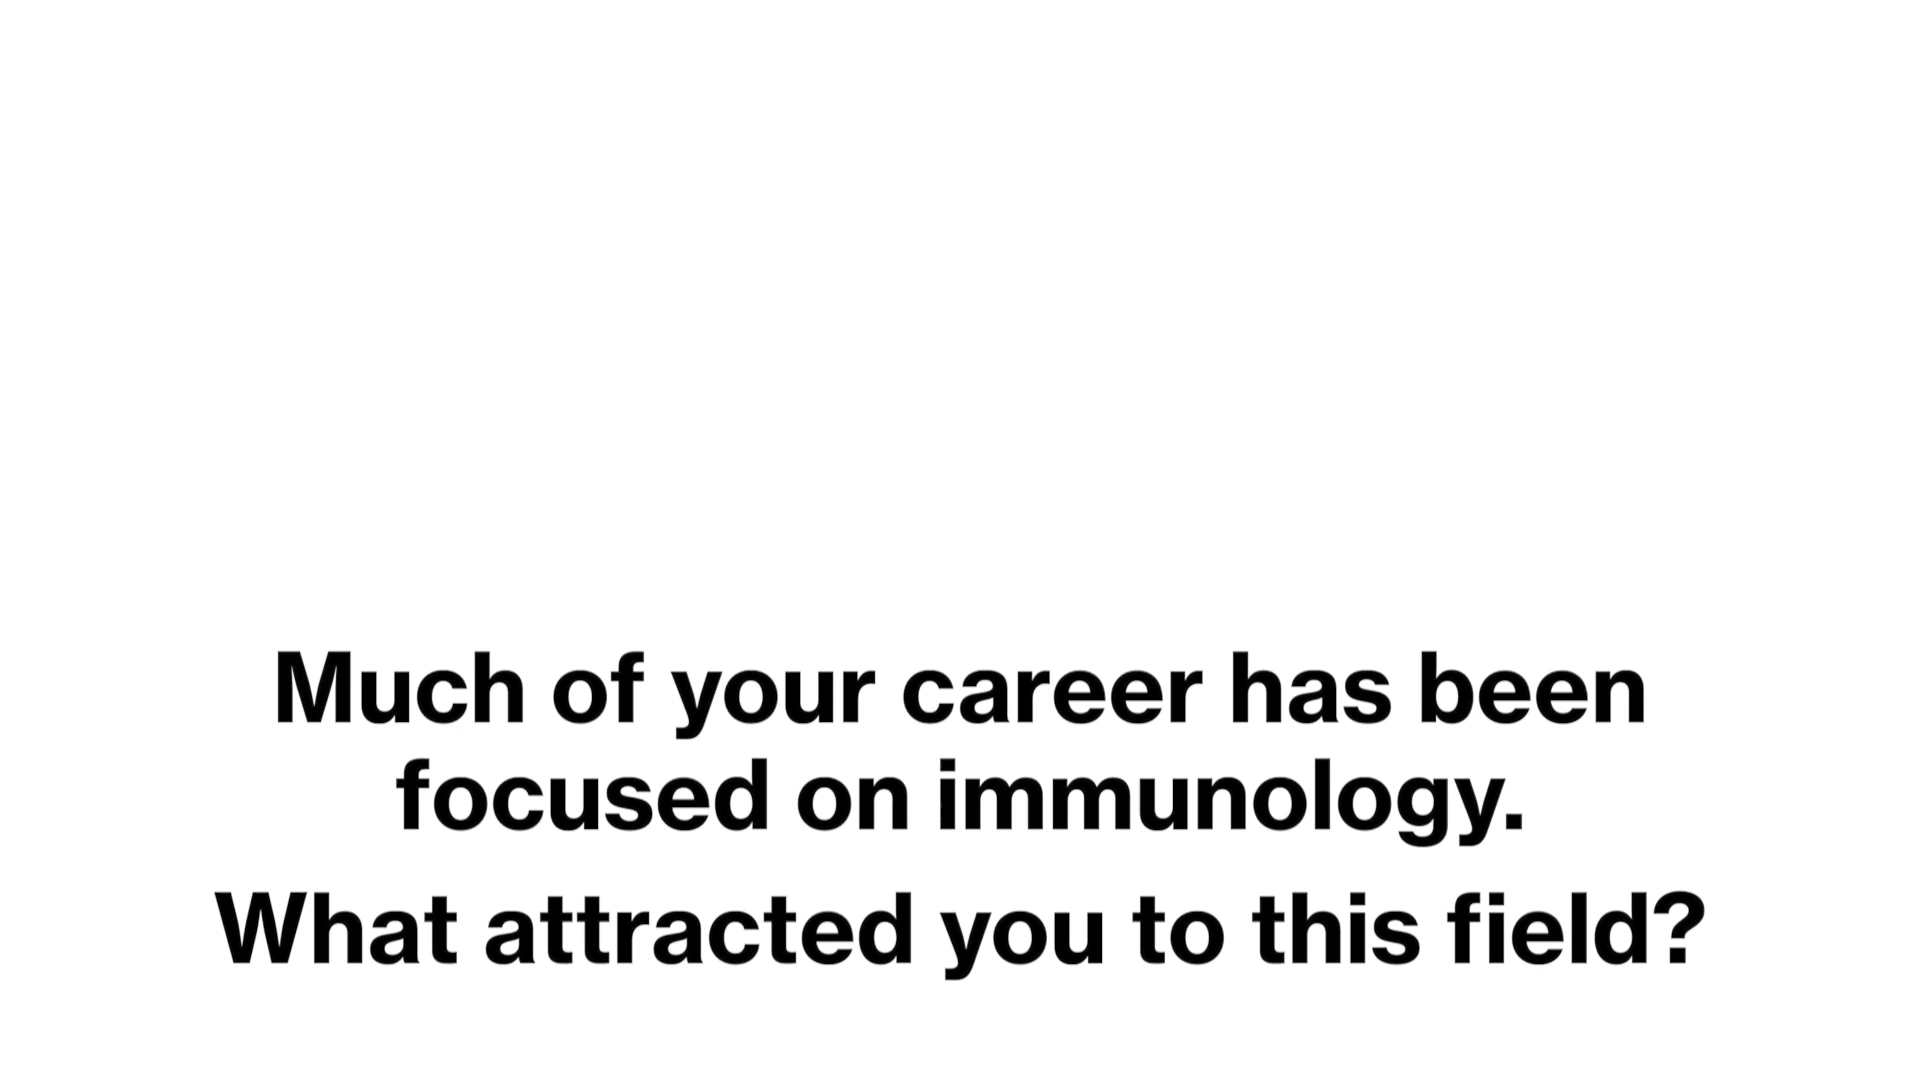 Much of your career has been
focused on immunology.
What attracted you to this field?